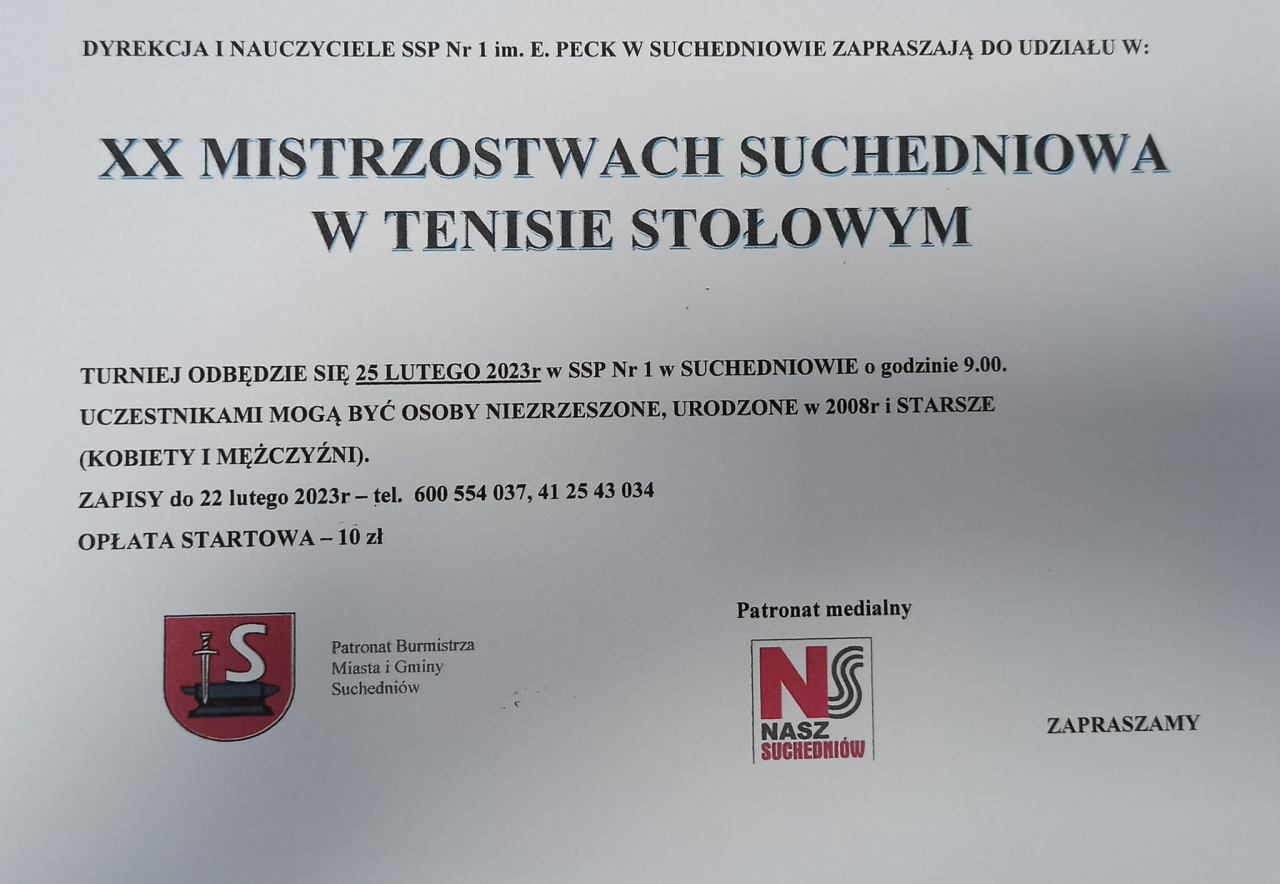 DYREKCJA I NAUCZYCIELE SSP Nr 1 im. E. PECK W SUCHEDNIOWIE ZAPRASZAJĄ DO UDZIAŁU W:
XX MISTRZOSTWACH SUCHEDNIOWA
W TENISIE STOŁOWYM
TURNIEJ ODBĘDZIE SIĘ 25 LUTEGO 2023r w SSP Nr 1 w SUCHEDNIOWIE o godzinie 9.00.
UCZESTNIKAMI MOGĄ BYĆ OSOBY NIEZRZESZONE, URODZONE w 2008r i STARSZE
(KOBIETY I MĘŻCZYŹNI).
ZAPISY do 22 lutego 2023r – tel. 600 554 037, 41 25 43 034
OPŁATA STARTOWA – 10 zł
S
Patronat Burmistrza
Miasta i Gminy
Suchedniów
Patronat medialny
NS
NASZ
SUCHEDNIÓW
ZAPRASZAMY